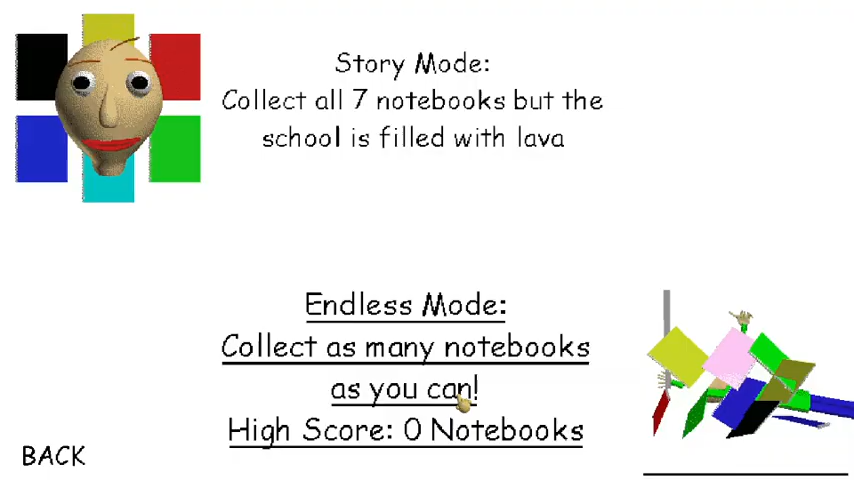 Story Mode:
Collect all 7 notebooks but the
school is filled with lava
Endless Mode:
Collect as many notebooks
as you can!
High Score: 0 Notebooks
BACK